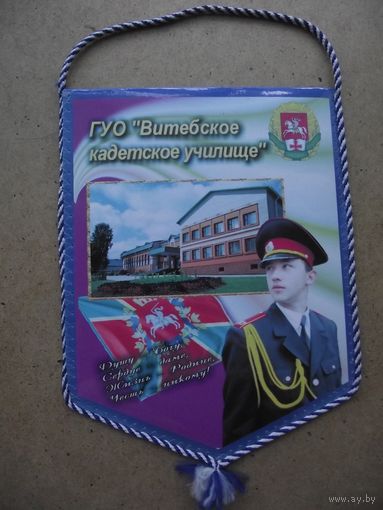 ГУО "Витебское
кадетское училище"
Душу Богу,
Сердце даме,
Жизнь Родине,
Честь никому!
www.ay.by